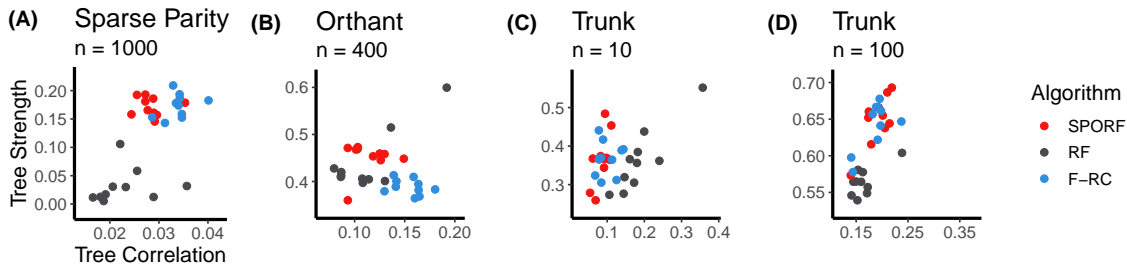 (A) Sparse Parity
n = 1000
(B) Orthant
n = 400
(C) Trunk
n = 10
(D) Trunk
n = 100
Tree Strength
0.20
0.15
0.10
0.05
0.00
0.02 0.03 0.04
Tree Correlation
0.6
0.5
0.4
0.10 0.15 0.20
0.5
0.4
0.3
0.1 0.2 0.3 0.4
0.70
0.65
0.60
0.55
0.15 0.25 0.35
Algorithm
SPORF
RF
F−RC